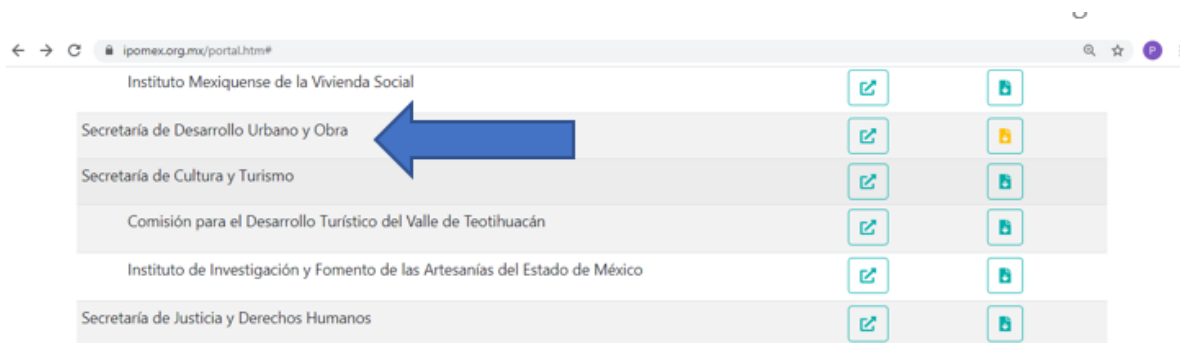 ipomex.org.mx/portal.htm#
P
Instituto Mexiquense de la Vivienda Social
Secretaría de Desarrollo Urbano y Obra
Secretaría de Cultura y Turismo
Comisión para el Desarrollo Turístico del Valle de Teotihuacán
Instituto de Investigación y Fomento de las Artesanías del Estado de México
Secretaría de Justicia y Derechos Humanos